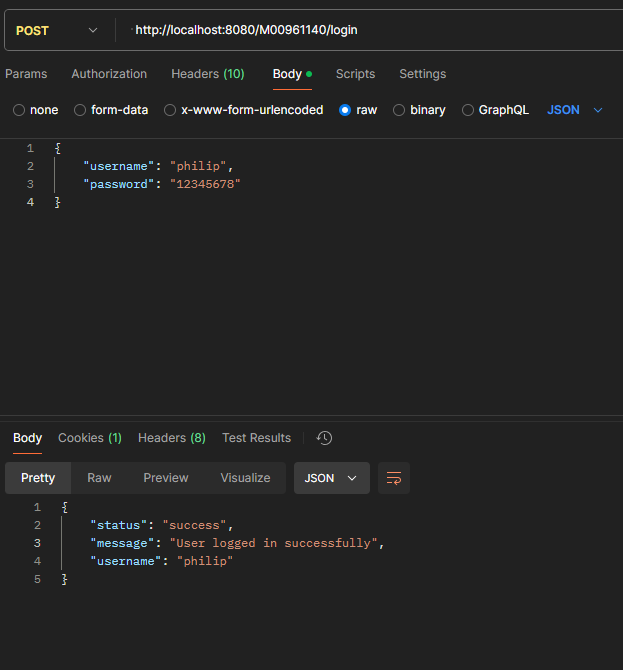 POST http://localhost:8080/M00961140/login
Params Authorization Headers (10) Body Scripts Settings
none form-data x-www-form-urlencoded raw binary GraphQL JSON
1 {
2 "username": "philip",
3 "password": "12345678"
4 }
Body Cookies (1) Headers (8) Test Results
Pretty Raw Preview Visualize JSON
1 {
2 "status": "success",
3 "message": "User logged in successfully",
4 "username": "philip"
5 }